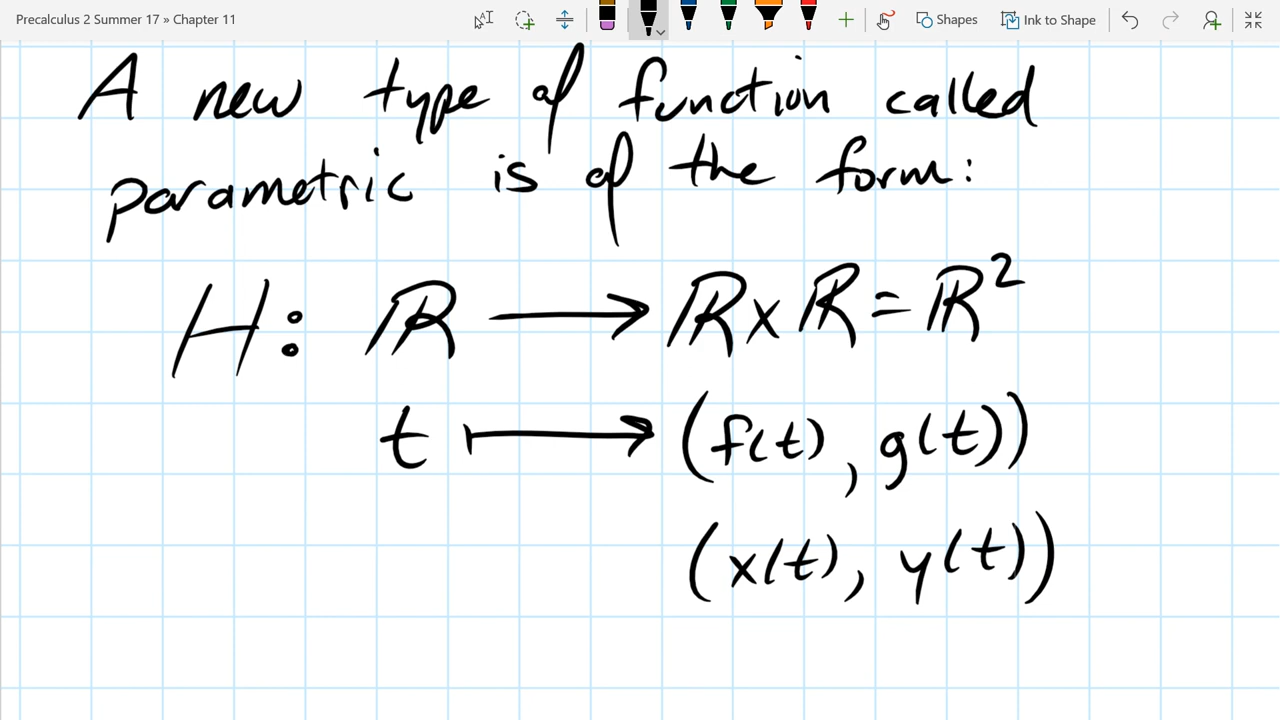 Precalculus 2 Summer 17 » Chapter 11
Shapes
Ink to Shape
A new type of function called
parametric is of the form:
H: ℝ ⟶ ℝ×ℝ=ℝ²
t ⟼ (f(t), g(t))
(x(t), y(t))